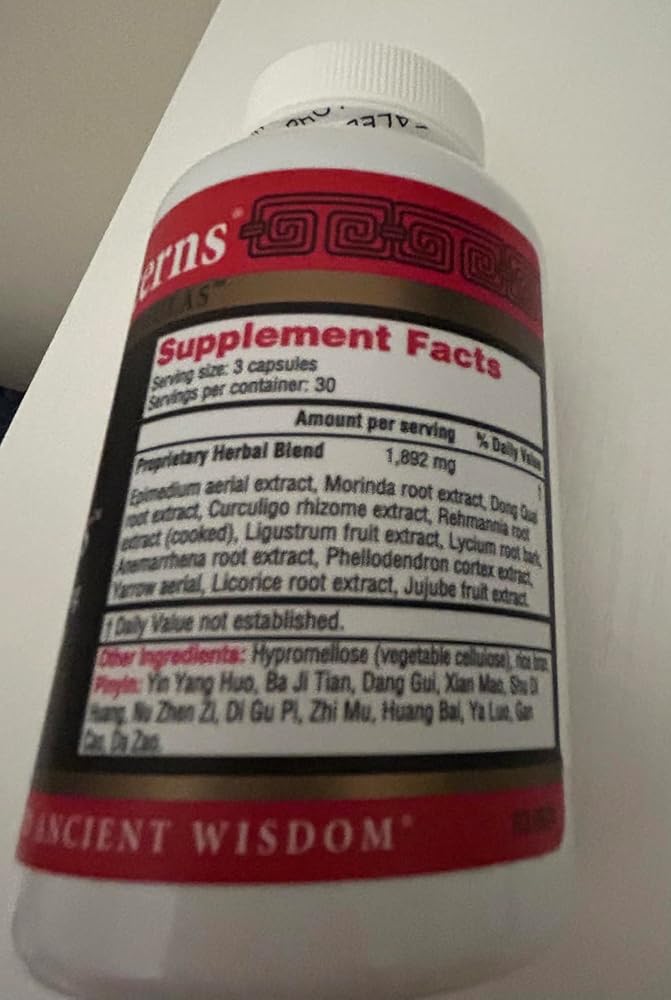 erns®
Supplement Facts
Serving size: 3 capsules
Servings per container: 30
Amount per serving % Daily Value
Proprietary Herbal Blend 1,892 mg †
Epimedium aerial extract, Morinda root extract, Dong Quai
root extract, Curculigo rhizome extract, Rehmannia root
extract (cooked), Ligustrum fruit extract, Lycium root bark,
Anemarrhena root extract, Phellodendron cortex extract,
Yarrow aerial, Licorice root extract, Jujube fruit extract.
† Daily Value not established.
Other Ingredients: Hypromellose (vegetable cellulose), rice bran.
Pinyin: Yin Yang Huo, Ba Ji Tian, Dang Gui, Xian Mao, Shu Di
Huang, Nu Zhen Zi, Di Gu Pi, Zhi Mu, Huang Bai, Ya Luo, Gan
Cao, Da Zao.
ANCIENT WISDOM®